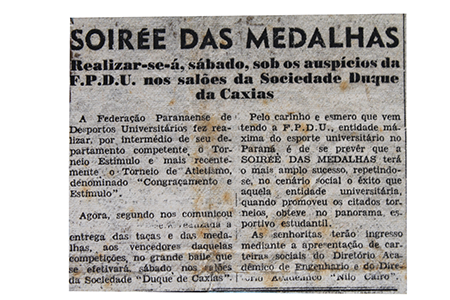 SOIRÉE DAS MEDALHAS
Realizar-se-á, sábado, sob os auspícios da
F.P.D.U. nos salões da Sociedade Duque
da Caxias
A Federação Paranaense de
Desportos Universitários fez rea-
lizar, por intermédio de seu de-
partamento competente o Tor-
neio Estímulo e mais recente-
mente o Torneio de Atletismo,
denominado "Congraçamento e
Estímulo".
Agora, segundo nos comunicou
realizada a
entrega das taças e das meda-
lhas, aos vencedores daquelas
competições, no grande baile que
se efetivará, sábado nos salões
da Sociedade "Duque de Caxias".
Pelo carinho e esmero que vem
tendo a F.P.D.U., entidade má-
xima do esporte universitário no
Paraná é de se prever que a
SOIRÉE DAS MEDALHAS terá
o mais amplo sucesso, repetindo-
se, no cenário social o êxito que
aquela entidade universitária,
quando promoveu os citados tor-
neios, obteve no panorama es-
portivo estudantil.
As senhoritas terão ingresso
mediante a apresentação de car-
teiras sociais do Diretório Aca-
dêmico de Engenharia e do Dire-
tório Acadêmico "Nilo Cairo".